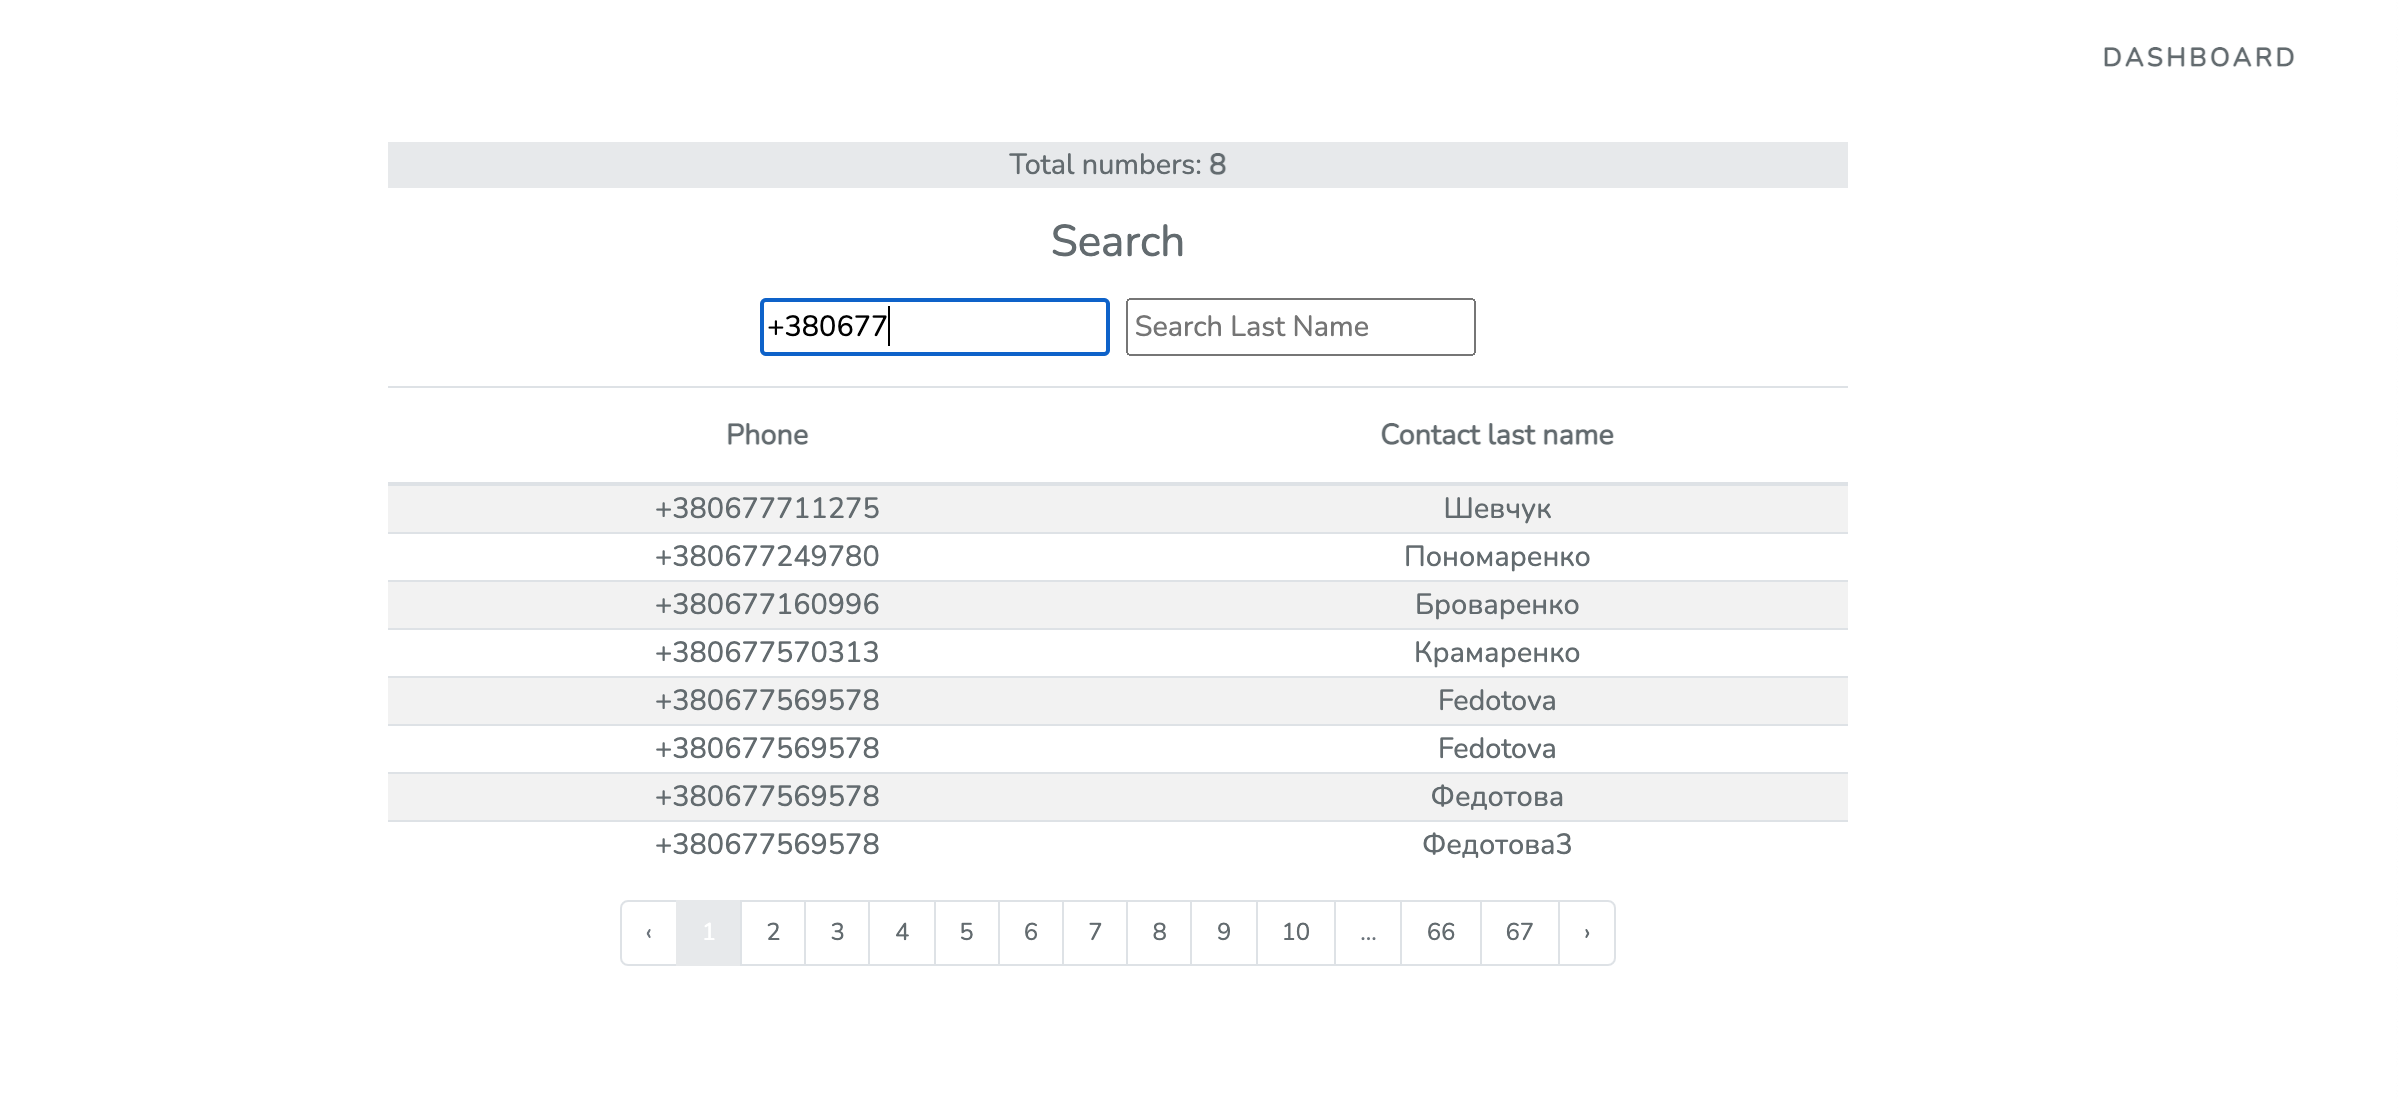 DASHBOARD
Total numbers: 8
Search
+380677 Search Last Name
Phone Contact last name
+380677711275 Шевчук
+380677249780 Пономаренко
+380677160996 Броваренко
+380677570313 Крамаренко
+380677569578 Fedotova
+380677569578 Fedotova
+380677569578 Федотова
+380677569578 Федотова3
‹ 1 2 3 4 5 6 7 8 9 10 ... 66 67 ›